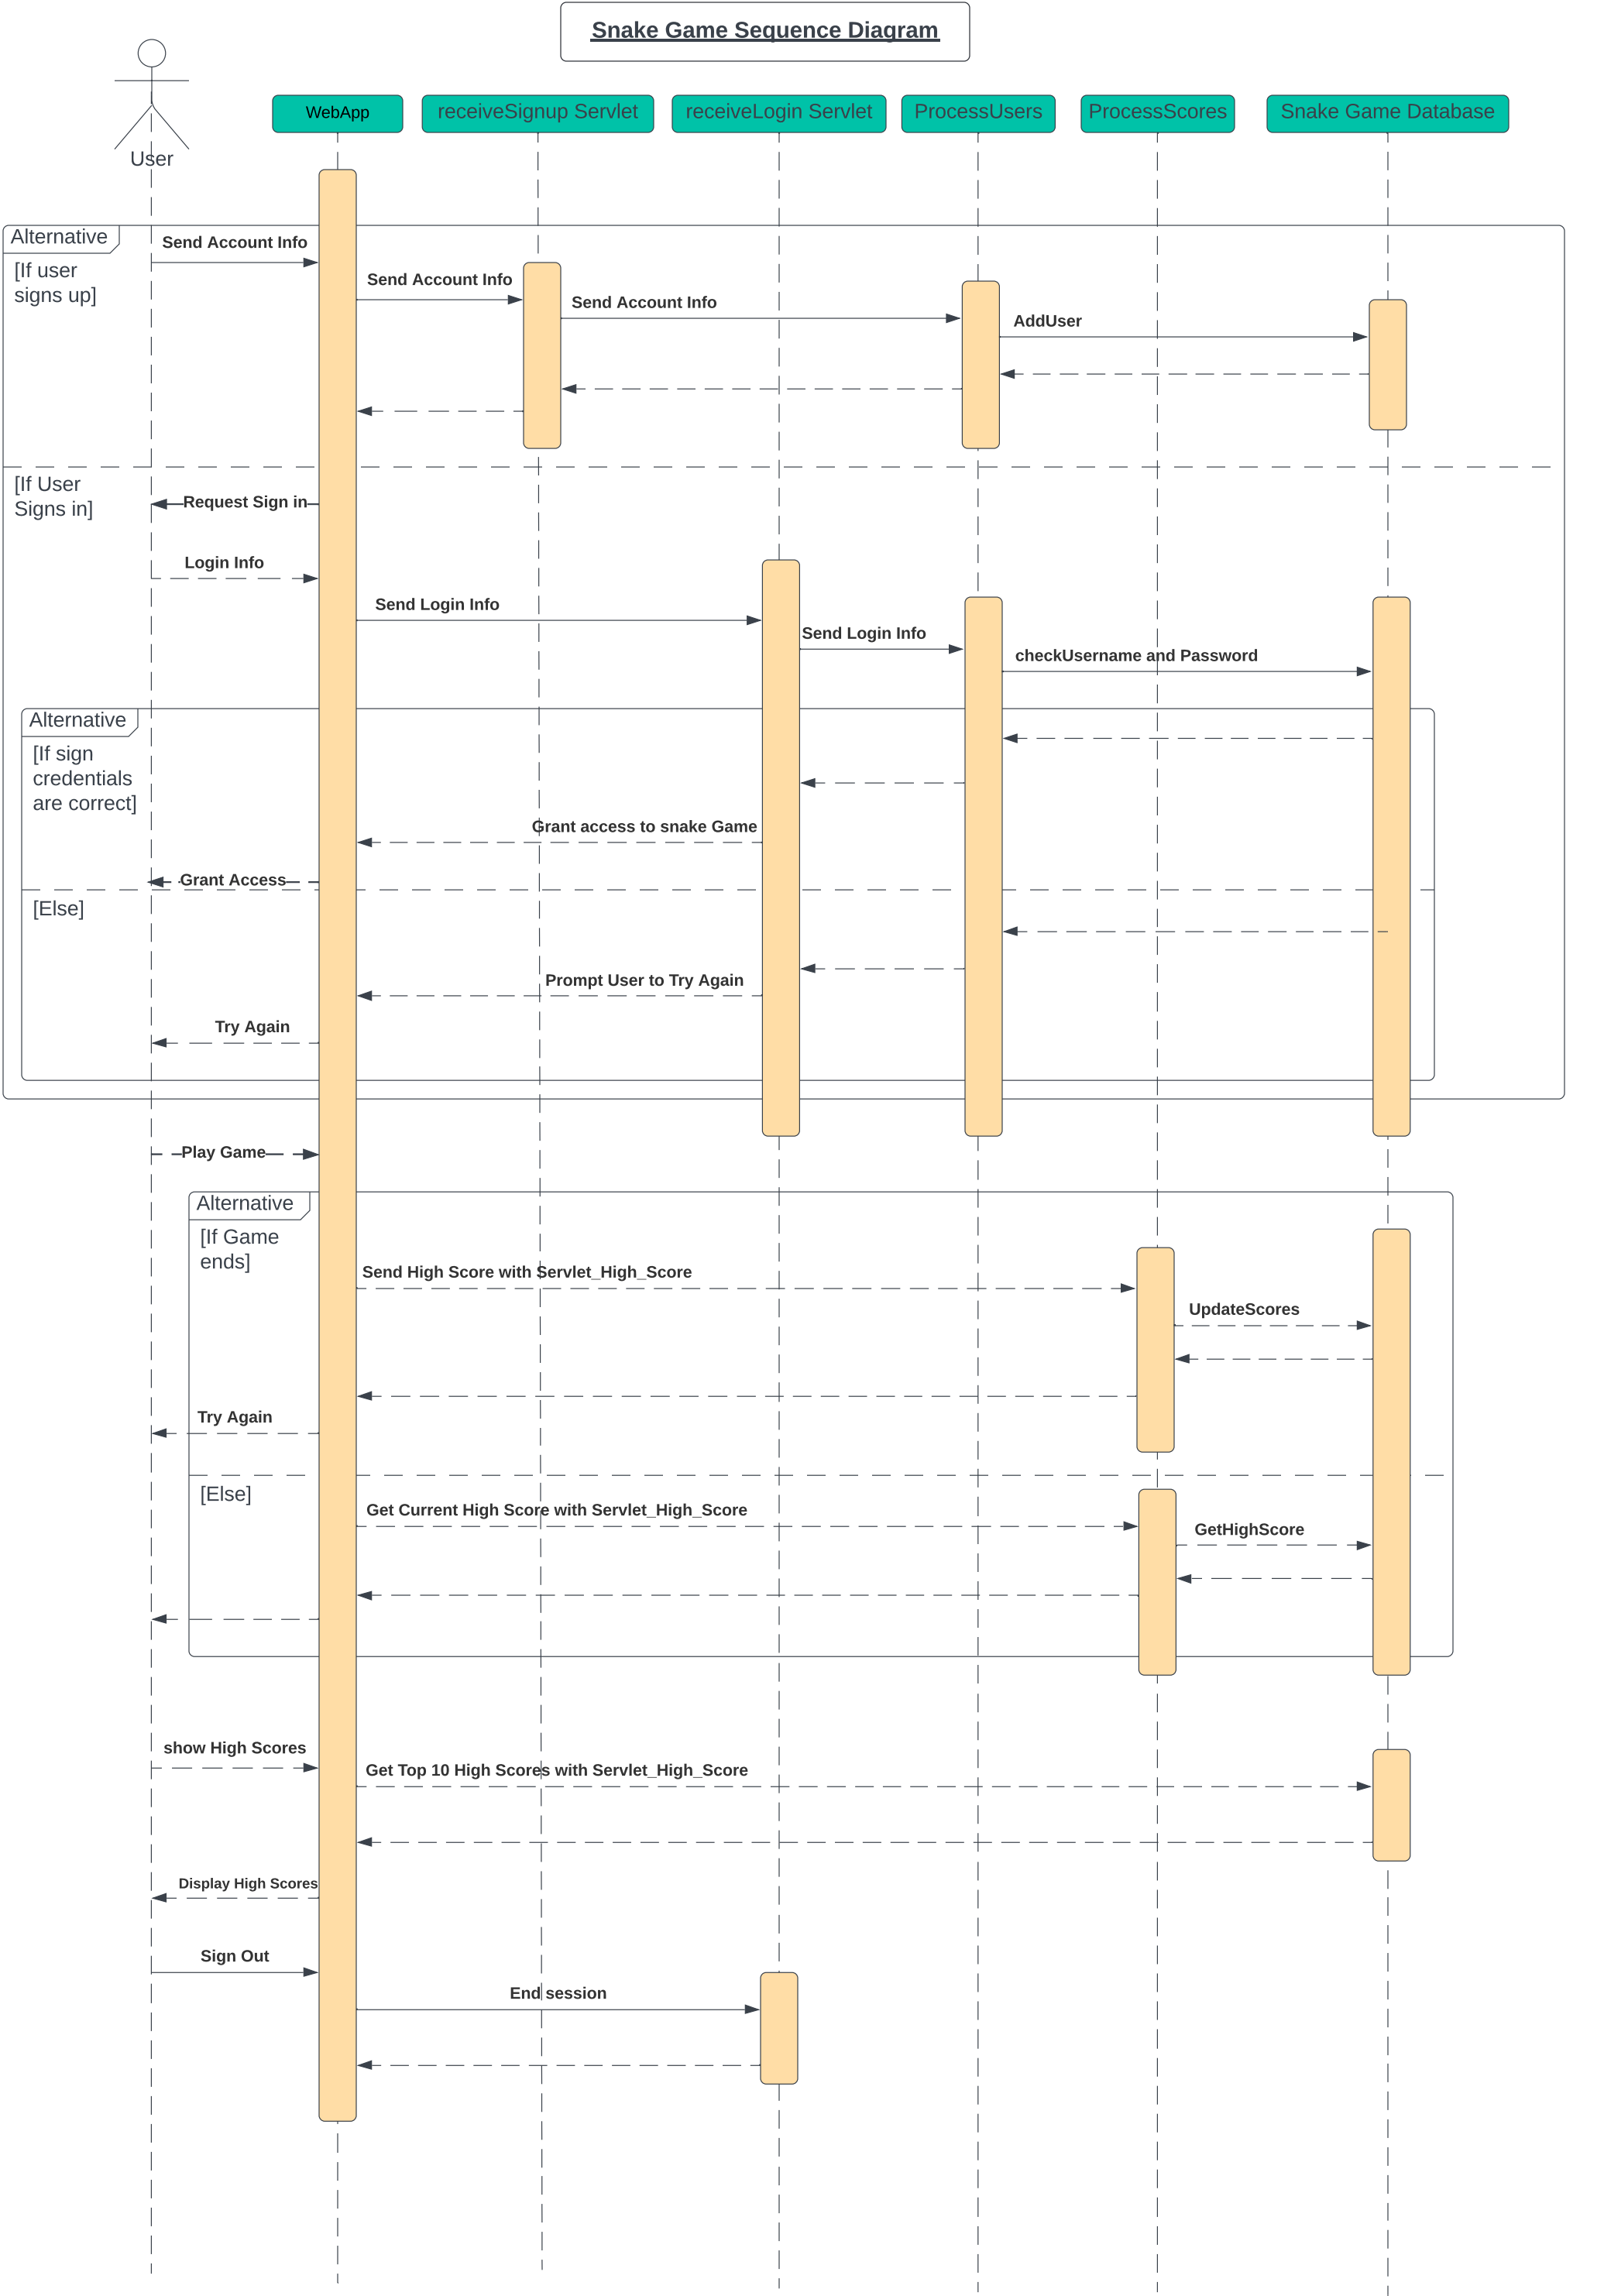 Snake Game Sequence Diagram
User
WebApp
receiveSignup Servlet
receiveLogin Servlet
ProcessUsers
ProcessScores
Snake Game Database
Alternative
[If user
signs up]
Send Account Info
Send Account Info
Send Account Info
AddUser
[If User
Signs in]
Request Sign in
Login Info
Send Login Info
Send Login Info
checkUsername and Password
Alternative
[If sign
credentials
are correct]
Grant access to snake Game
Grant Access
[Else]
Prompt User to Try Again
Try Again
Play Game
Alternative
[If Game
ends]
Send High Score with Servlet_High_Score
UpdateScores
Try Again
[Else]
Get Current High Score with Servlet_High_Score
GetHighScore
show High Scores
Get Top 10 High Scores with Servlet_High_Score
Display High Scores
Sign Out
End session